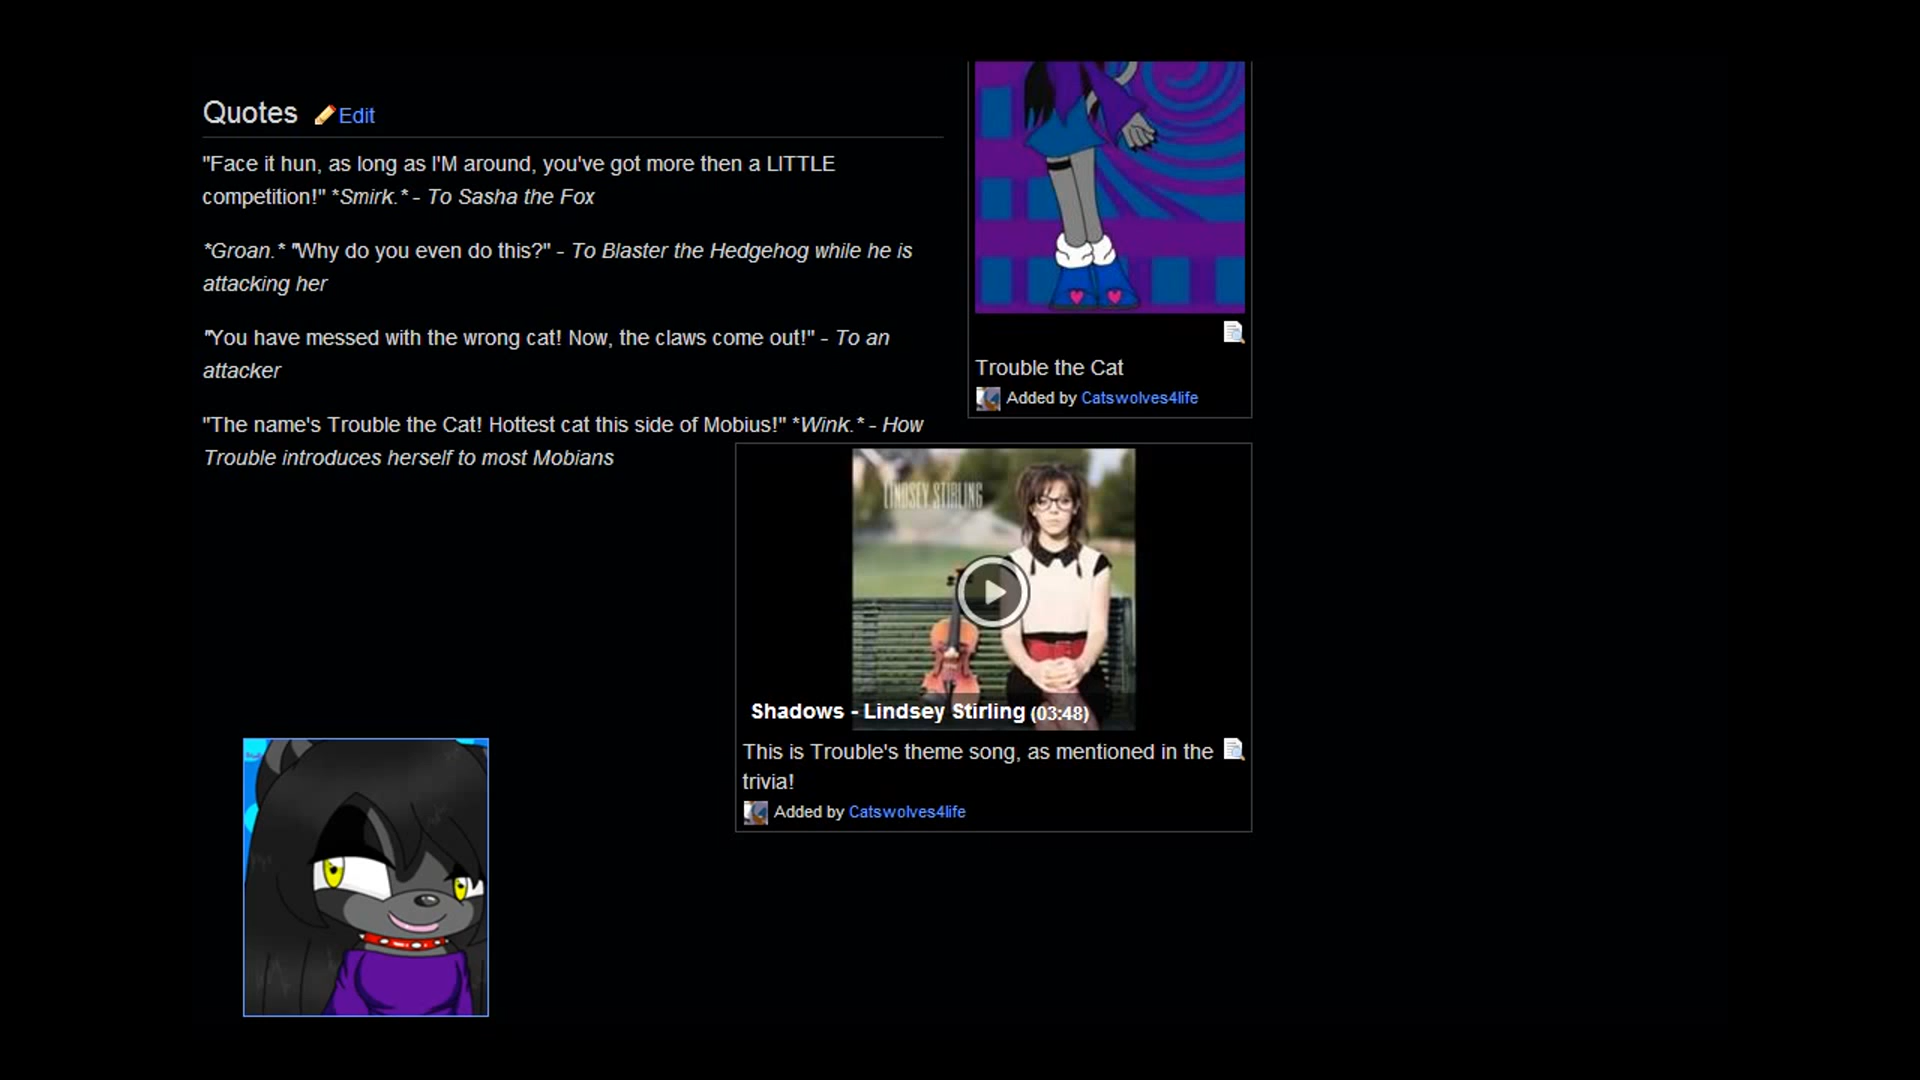 Quotes Edit
"Face it hun, as long as I'M around, you've got more then a LITTLE
competition!" *Smirk.* - To Sasha the Fox
*Groan.* "Why do you even do this?" - To Blaster the Hedgehog while he is
attacking her
"You have messed with the wrong cat! Now, the claws come out!" - To an
attacker
"The name's Trouble the Cat! Hottest cat this side of Mobius!" *Wink.* - How
Trouble introduces herself to most Mobians
Trouble the Cat
Added by Catswolves4life
LINDSEY STIRLING
Shadows - Lindsey Stirling (03:48)
This is Trouble's theme song, as mentioned in the
trivia!
Added by Catswolves4life